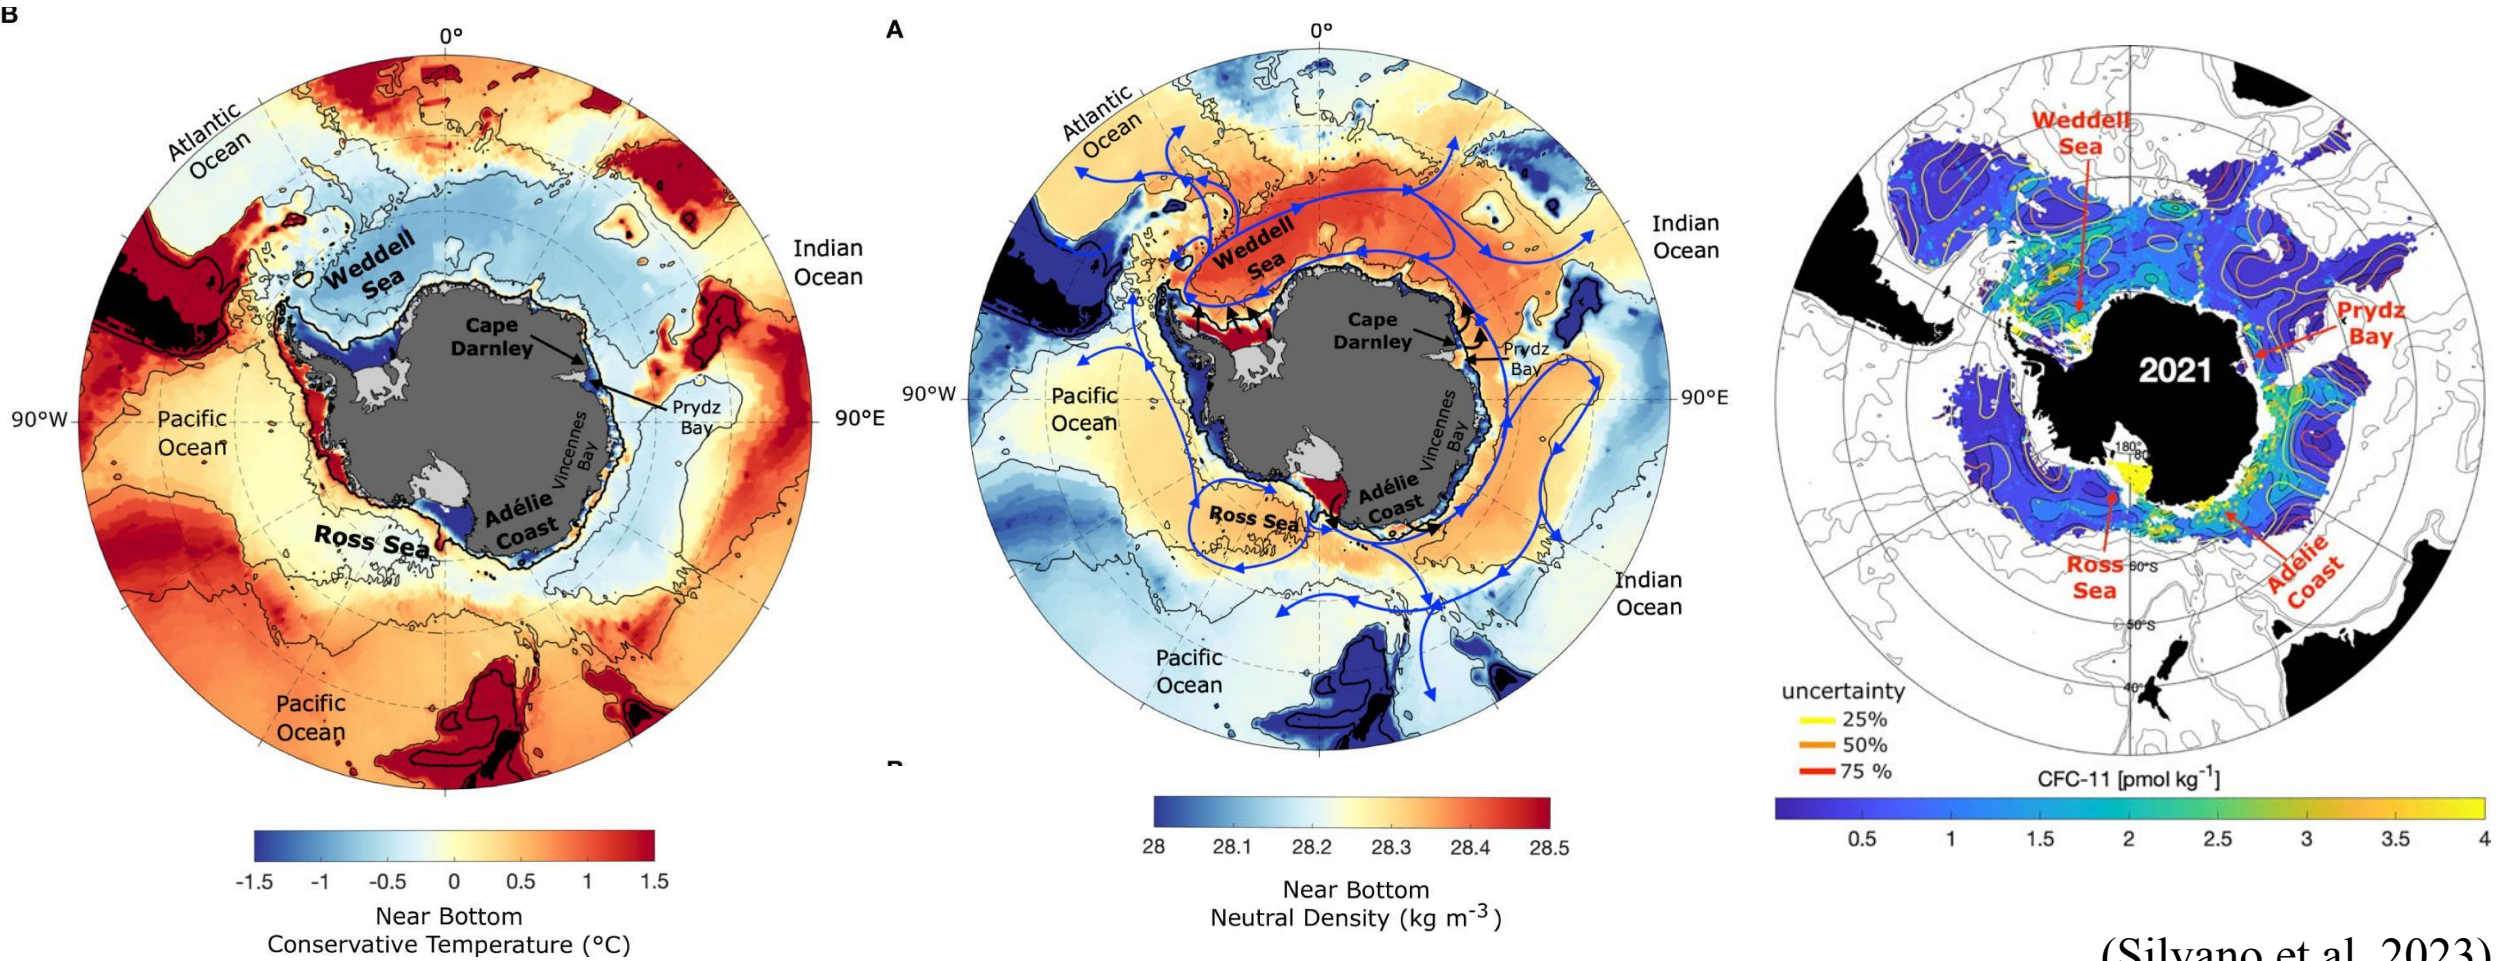 B
0°
Atlantic
Ocean
Weddell
Sea
Indian
Ocean
Cape
Darnley
90°W
90°E
Pacific
Ocean
Prydz
Bay
Vincennes
Bay
Adélie
Coast
Ross Sea
Pacific
Ocean
-1.5 -1 -0.5 0 0.5 1 1.5
Near Bottom
Conservative Temperature (°C)
A
0°
Atlantic
Ocean
Weddell
Sea
Indian
Ocean
Cape
Darnley
Prydz
Bay
90°W
90°E
Pacific
Ocean
Vincennes
Bay
Adélie
Coast
Ross Sea
Indian
Ocean
Pacific
Ocean
28 28.1 28.2 28.3 28.4 28.5
Near Bottom
Neutral Density (kg m-3)
Weddell
Sea
Prydz
Bay
2021
180°
Ross
Sea
Adélie
Coast
60°S
50°S
40°
uncertainty
25%
50%
75 %
CFC-11 [pmol kg-1]
0.5 1 1.5 2 2.5 3 3.5 4
(Silvano et al. 2023)